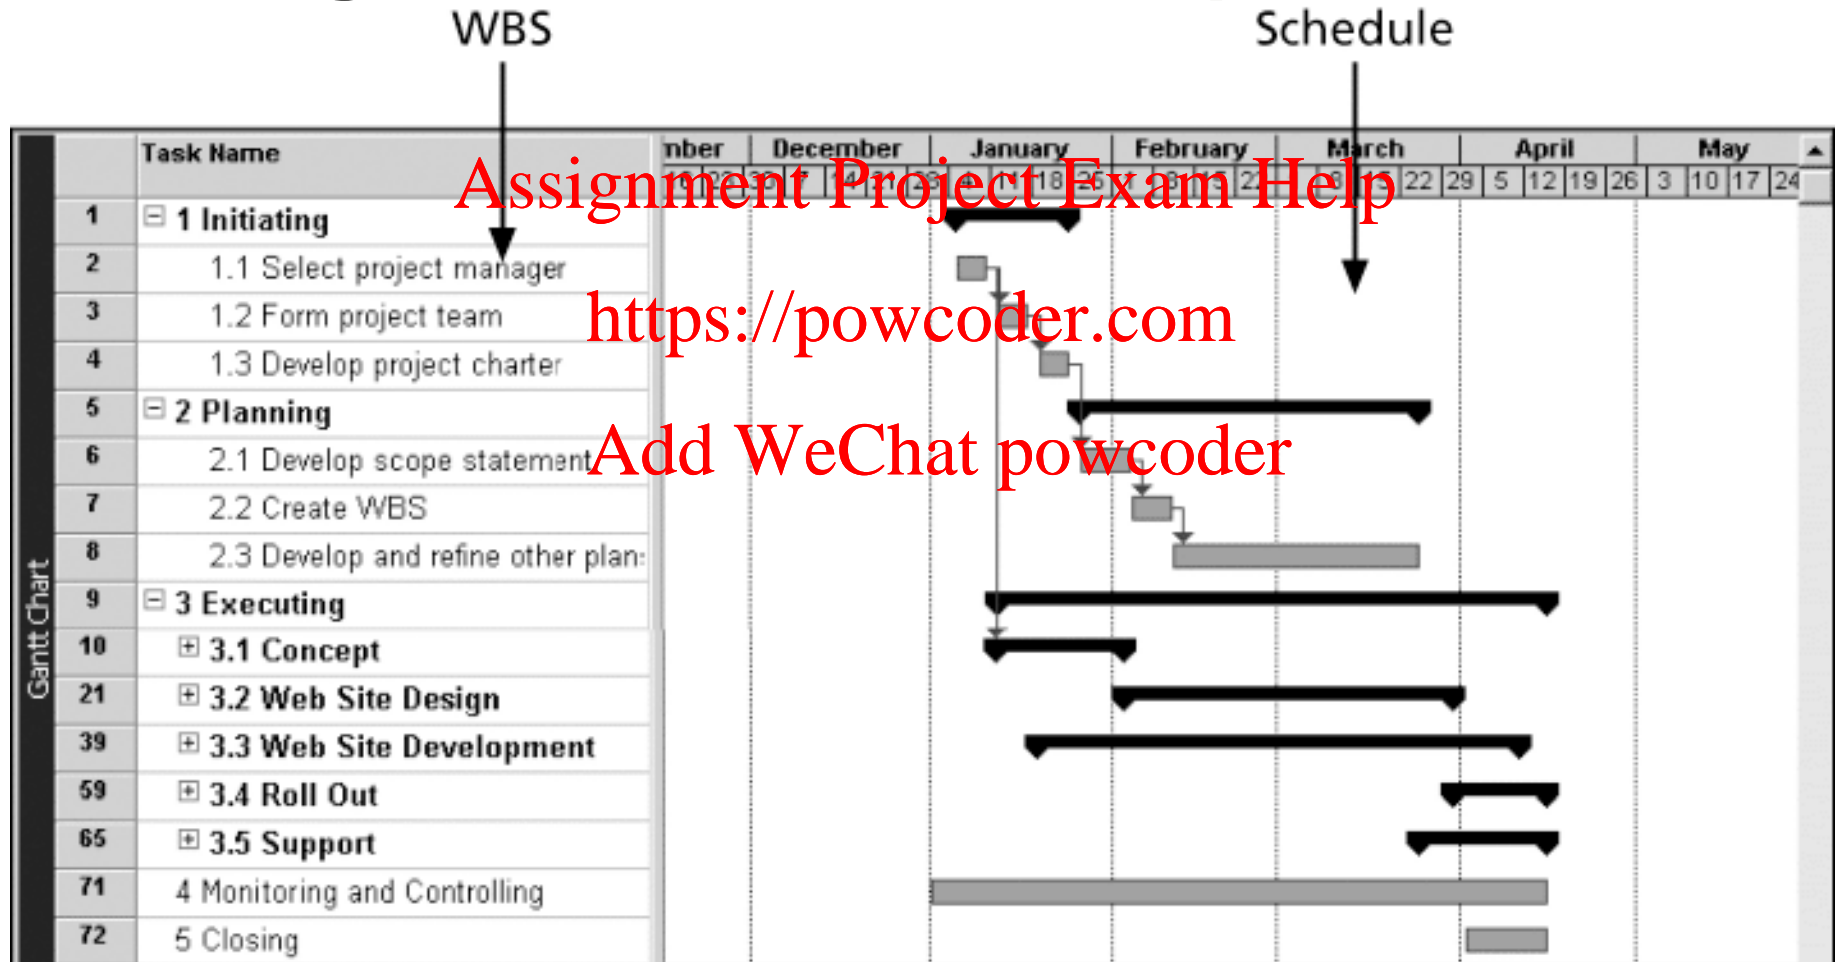 WBS Schedule
Task Name mber December January February March April May
22 29 5 12 19 26 3 10 17 24
Assignment Project Exam Help
1 1 Initiating
2 1.1 Select project manager
3 1.2 Form project team
https://powcoder.com
4 1.3 Develop project charter
5 2 Planning
6 2.1 Develop scope statement
Add WeChat powcoder
7 2.2 Create WBS
8 2.3 Develop and refine other plan
9 3 Executing
10 3.1 Concept
21 3.2 Web Site Design
39 3.3 Web Site Development
59 3.4 Roll Out
65 3.5 Support
71 4 Monitoring and Controlling
72 5 Closing
Gantt Chart